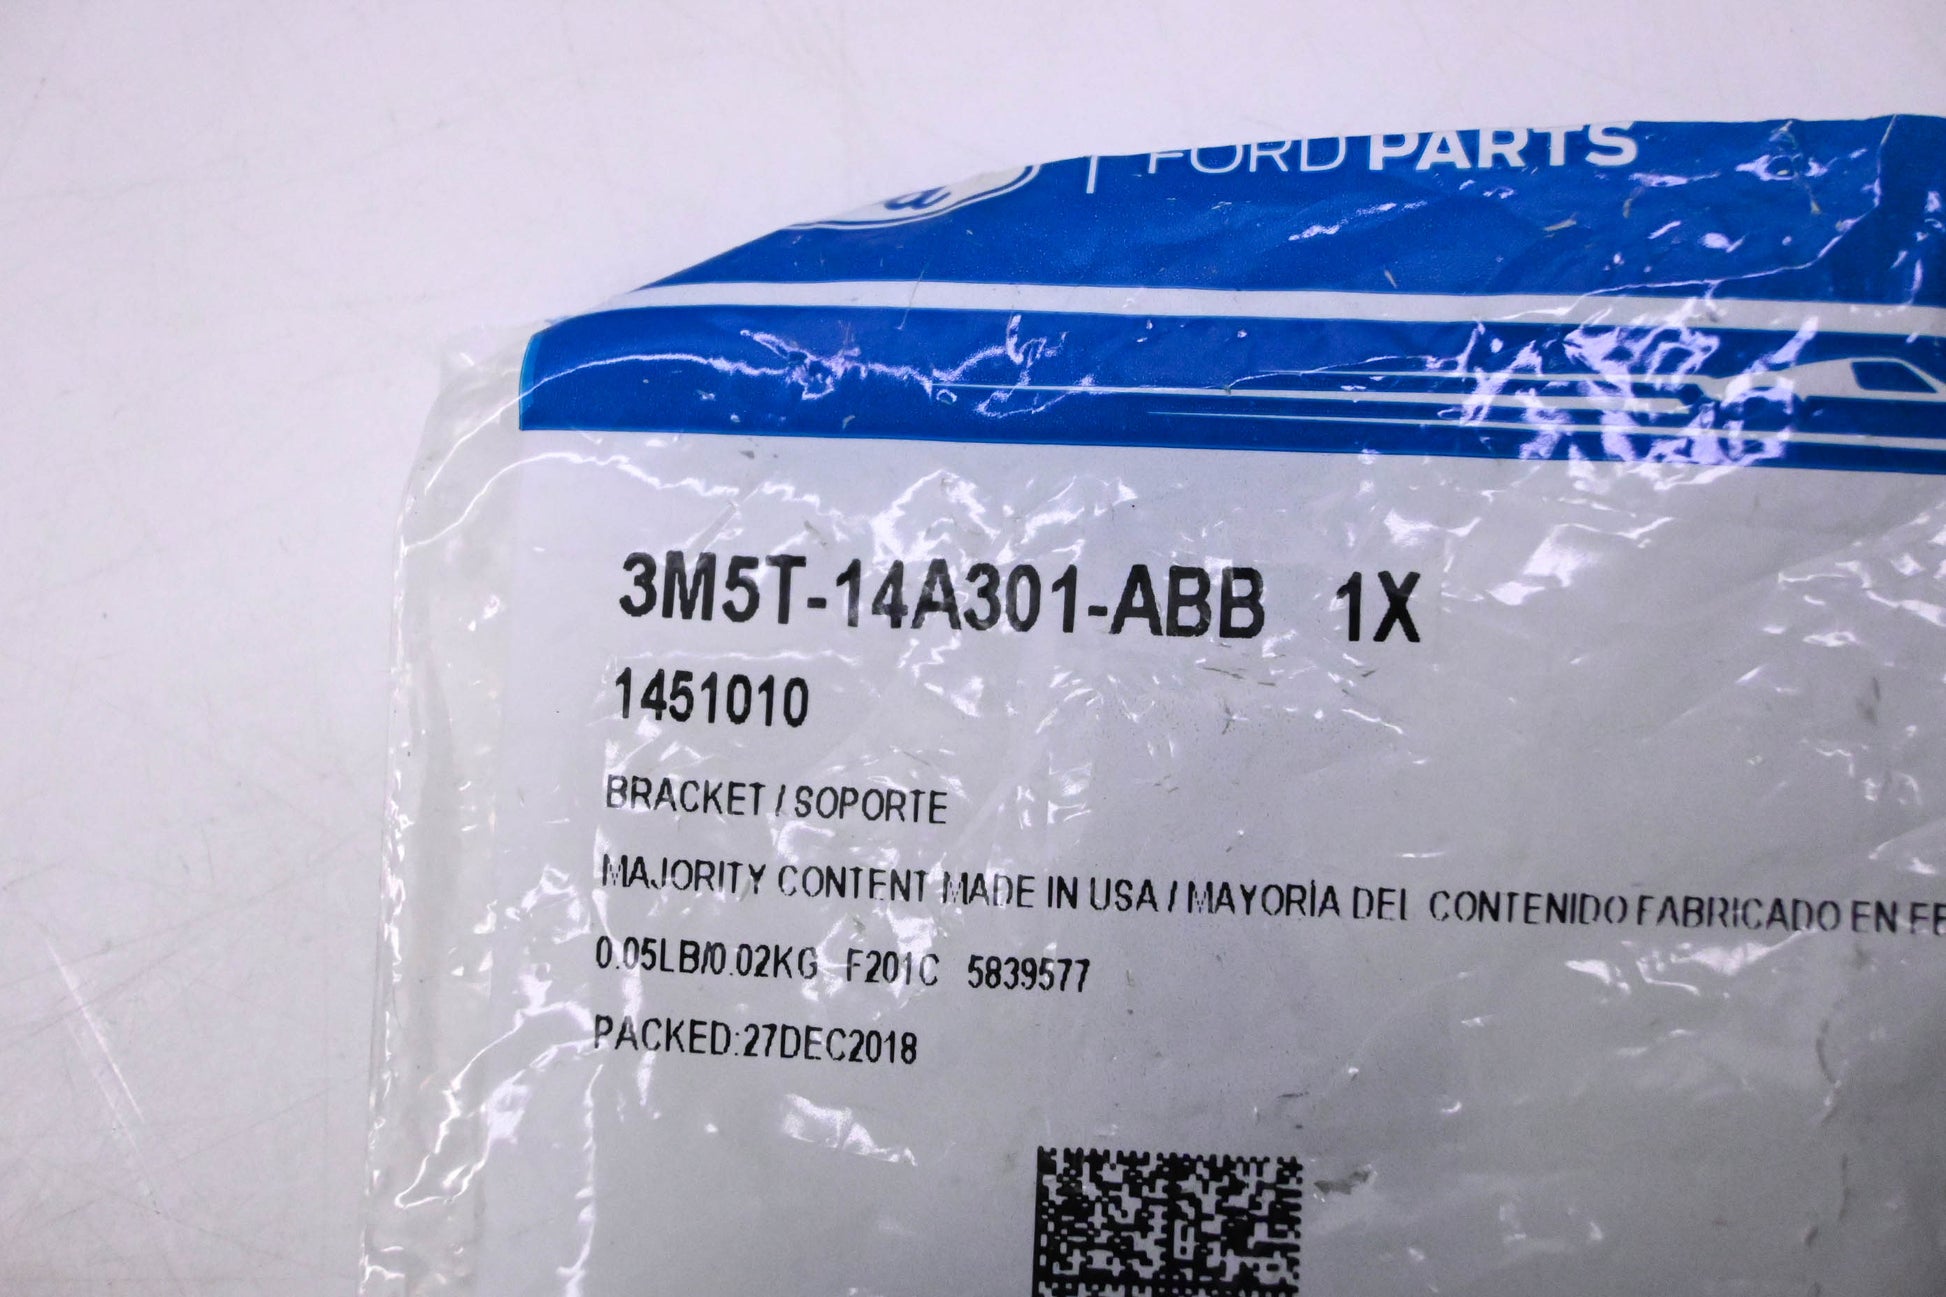 FORD PARTS
3M5T-14A301-ABB 1X
1451010
BRACKET / SOPORTE
MAJORITY CONTENT MADE IN USA / MAYORÍA DEL CONTENIDO FABRICADO EN
0.05LB/0.02KG F201C 5839577
PACKED:27DEC2018